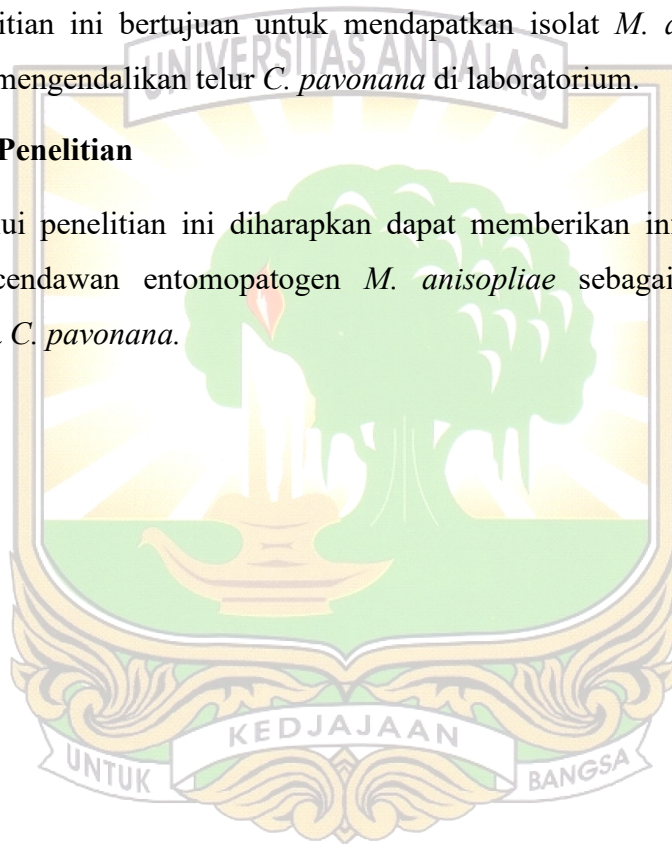 itian ini bertujuan untuk mendapatkan isolat M. a
mengendalikan telur C. pavonana di laboratorium.
Penelitian
ui penelitian ini diharapkan dapat memberikan in
cendawan entomopatogen M. anisopliae sebagai
C. pavonana.
UNIVERSITAS ANDALAS
KEDJAJAAN
UNTUK
BANGSA